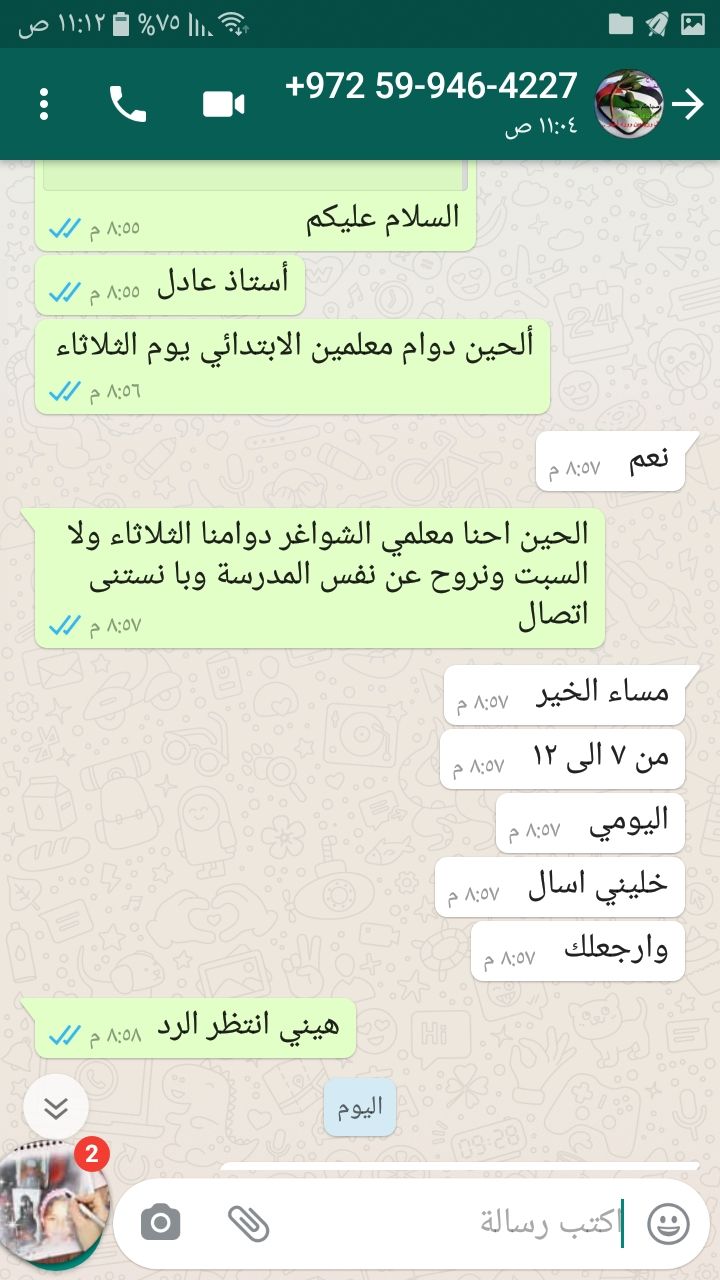 ١١:١٢ ص
%٧٥
+972 59-946-4227
١١:٠٤ ص
السلام عليكم
٨:٥٥ م
أستاذ عادل
٨:٥٥ م
ألحين دوام معلمين الابتدائي يوم الثلاثاء
٨:٥٦ م
نعم
٨:٥٧ م
الحين احنا معلمي الشواغر دوامنا الثلاثاء ولا
السبت ونروح عن نفس المدرسة وبا نستنى
اتصال
٨:٥٧ م
مساء الخير
٨:٥٧ م
من ٧ الى ١٢
٨:٥٧ م
اليومي
٨:٥٧ م
خليني اسال
٨:٥٧ م
وارجعلك
٨:٥٧ م
هيني انتظر الرد
٨:٥٨ م
اليوم
2
اكتب رسالة